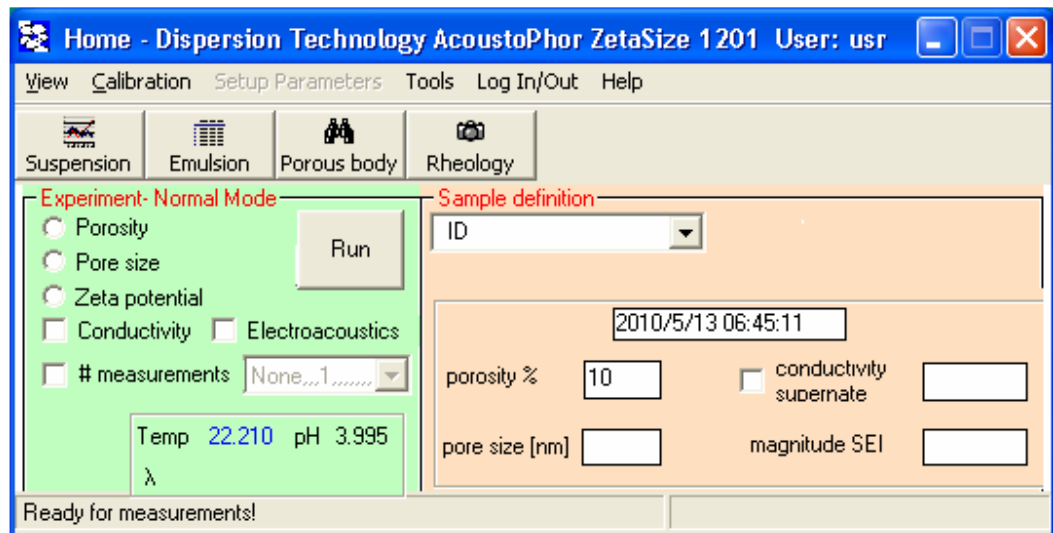 Home - Dispersion Technology AcoustoPhor ZetaSize 1201 User: usr
View Calibration Setup Parameters Tools Log In/Out Help
Suspension Emulsion Porous body Rheology
Experiment- Normal Mode
Porosity
Pore size
Zeta potential
Run
Conductivity Electroacoustics
# measurements None,,,1,,,,,,,
Temp 22.210 pH 3.995
λ
Sample definition
ID
2010/5/13 06:45:11
porosity % 10
conductivity
supernate
pore size [nm]
magnitude SEI
Ready for measurements!